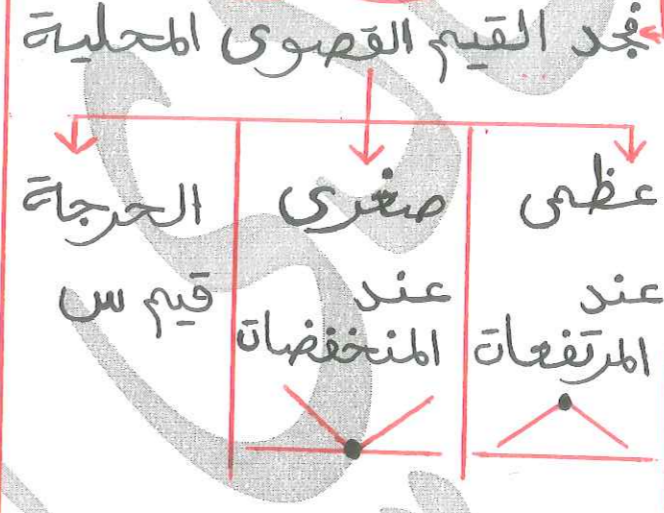 نجد القيم القصوى المحلية
عظمى
عند
المرتفعات
صغرى
عند
المنخفضات
الحرجة
قيم س